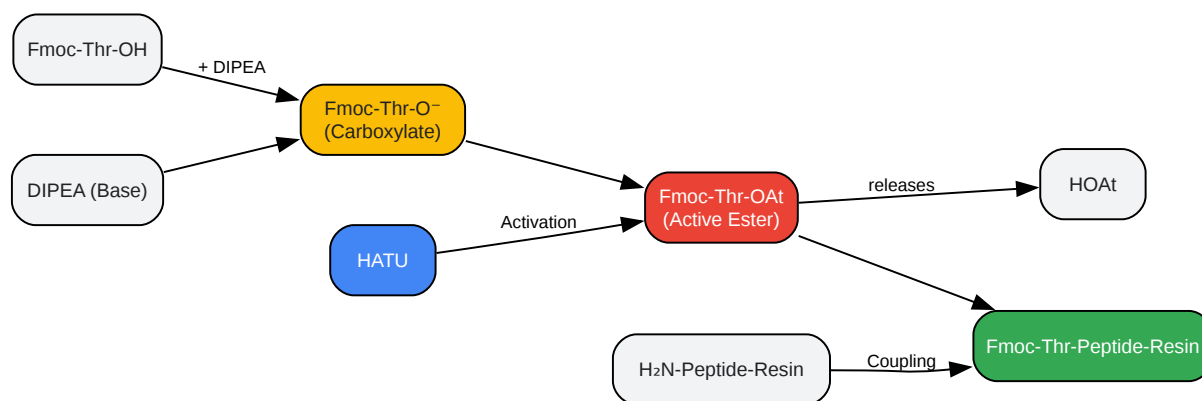 Fmoc-Thr-OH
+ DIPEA
DIPEA (Base)
Fmoc-Thr-O⁻
(Carboxylate)
HATU
Activation
Fmoc-Thr-OAt
(Active Ester)
releases
HOAt
H₂N-Peptide-Resin
Coupling
Fmoc-Thr-Peptide-Resin